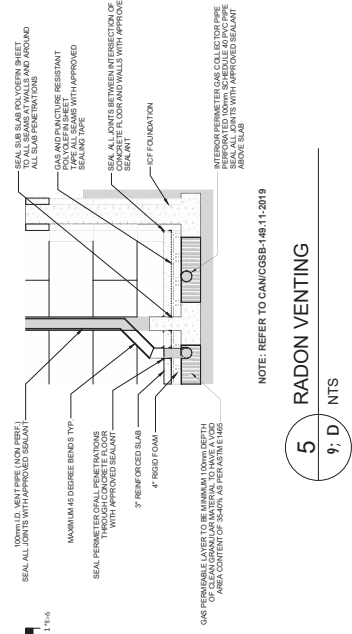 100mm I.D. VENT PIPE (NON PERF.)
SEAL ALL JOINTS WITH APPROVED SEALANT
MAXIMUM 45 DEGREE BENDS TYP.
SEAL PERIMETER OFALL PENETRATIONS
THROUGH CONCRETE FLOOR
WITH APPROVED SEALANT
3" REINFORCED SLAB
4" RIGID FOAM
GAS PERMEABLE LAYER TO BE MINIMUM 100mm DEPTH
OF CLEAN GRANULAR MATERIAL TO HAVE A VOID
AREA CONTENT OF 35-40% AS PER ASTM E1465
SEAL SUB SLAB POLYOEFIN SHEET
TO ALL SEAMS AT WALLS AND AROUND
ALL SLAB PENETRATIONS
GAS AND PUNCTURE RESISTANT
POLYOLEFIN SHEET
TAPE ALL SEAMS WITH APPROVED
SEALING TAPE
SEAL ALL JOINTS BETWEEN INTERSECTION OF
CONCRETE FLOOR AND WALLS WITH APPROVE
SEALANT
ICF FOUNDATION
INTERIOR PERIMETER GAS COLLECTOR PIPE
PERFORATED 100mm SCHEDULE 40 PVC PIPE
SEAL ALL JOINTS WITH APPROVED SEALANT
ABOVE SLAB
NOTE: REFER TO CAN/CGSB-149.11-2019
5
RADON VENTING
9; D
NTS